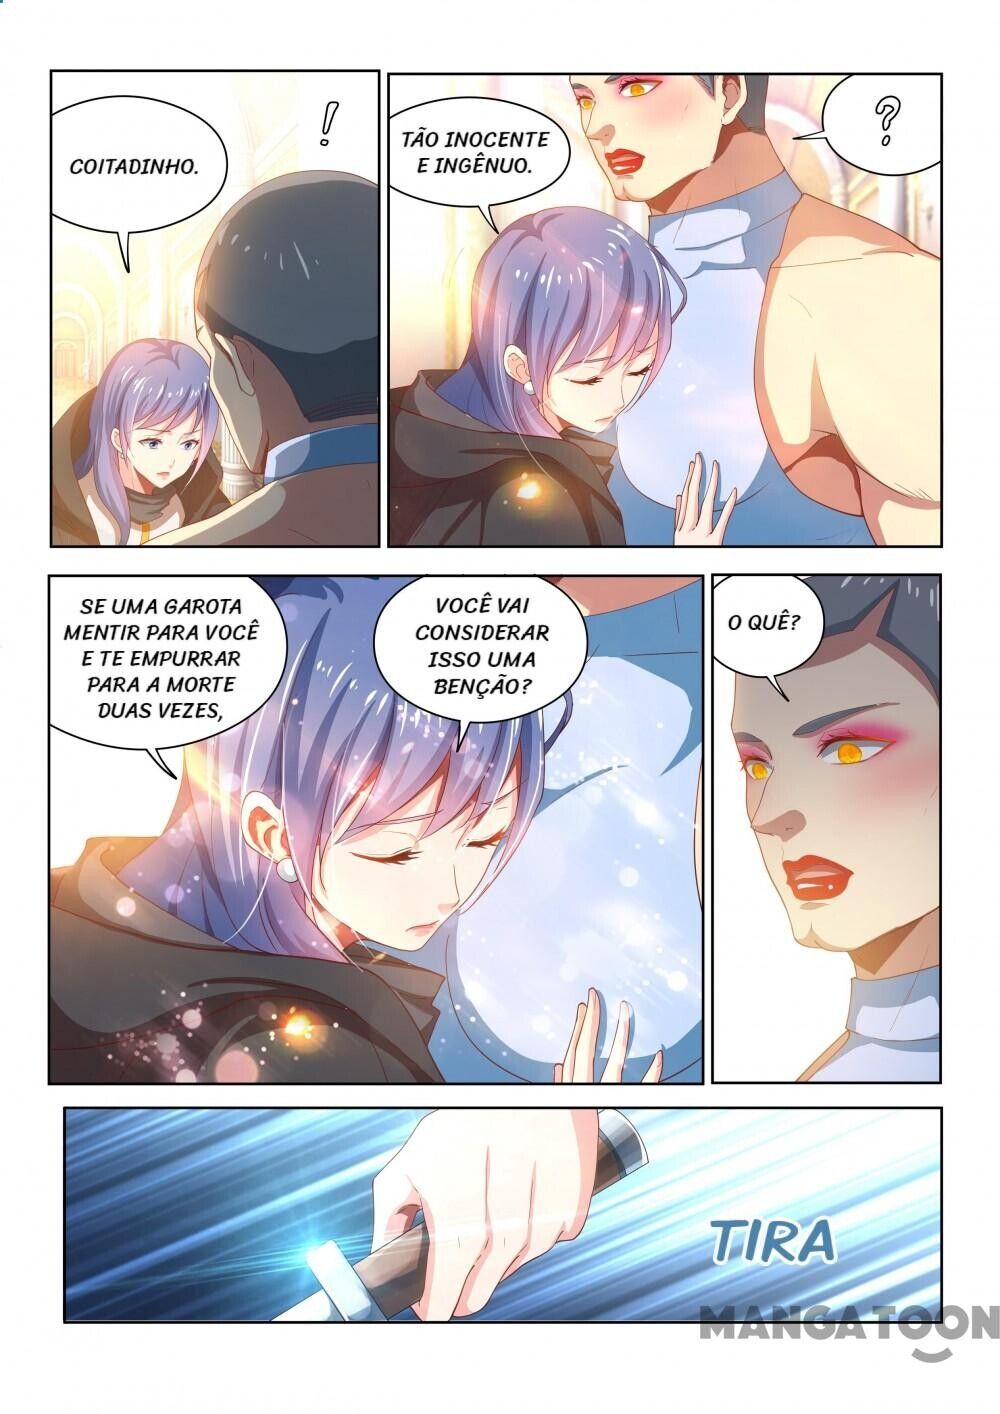 COITADINHO.
!
TÃO INOCENTE
E INGÊNUO.
?
SE UMA GAROTA
MENTIR PARA VOCÊ
E TE EMPURRAR
PARA A MORTE
DUAS VEZES,
VOCÊ VAI
CONSIDERAR
ISSO UMA
BENÇÃO?
O QUÊ?
TIRA
MANGATOON